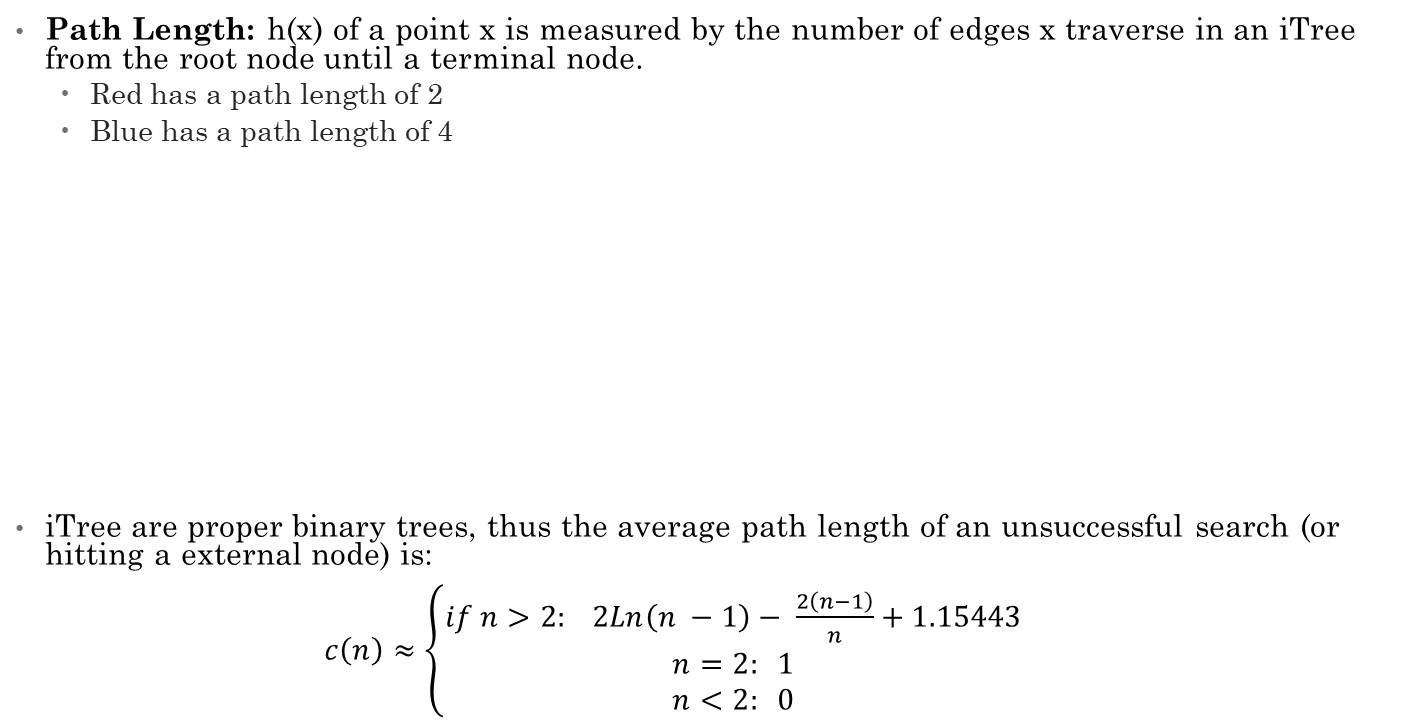 • Path Length: h(x) of a point x is measured by the number of edges x traverse in an iTree
from the root node until a terminal node.
• Red has a path length of 2
• Blue has a path length of 4
• iTree are proper binary trees, thus the average path length of an unsuccessful search (or
hitting a external node) is:
c(n) ≈ { if n > 2: 2Ln(n − 1) − 2(n−1)/n + 1.15443
n = 2: 1
n < 2: 0